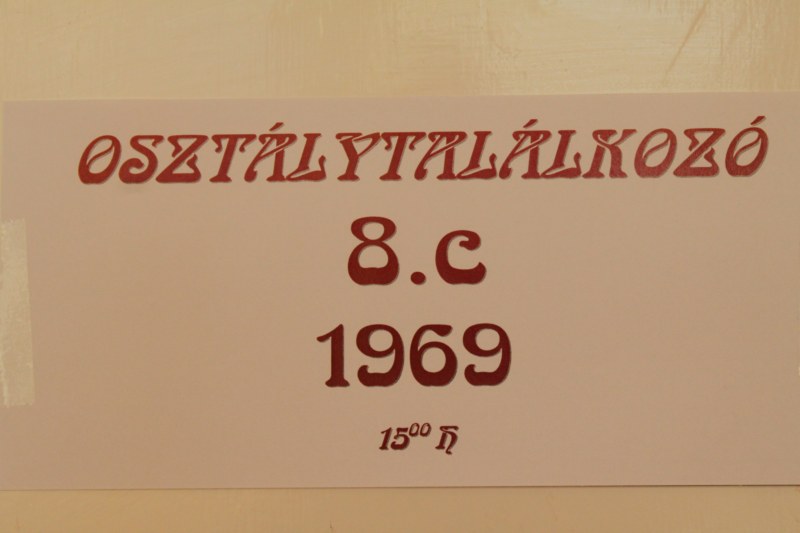 OSZTÁLYTALÁLKOZÓ
8.c
1969
15⁰⁰ h